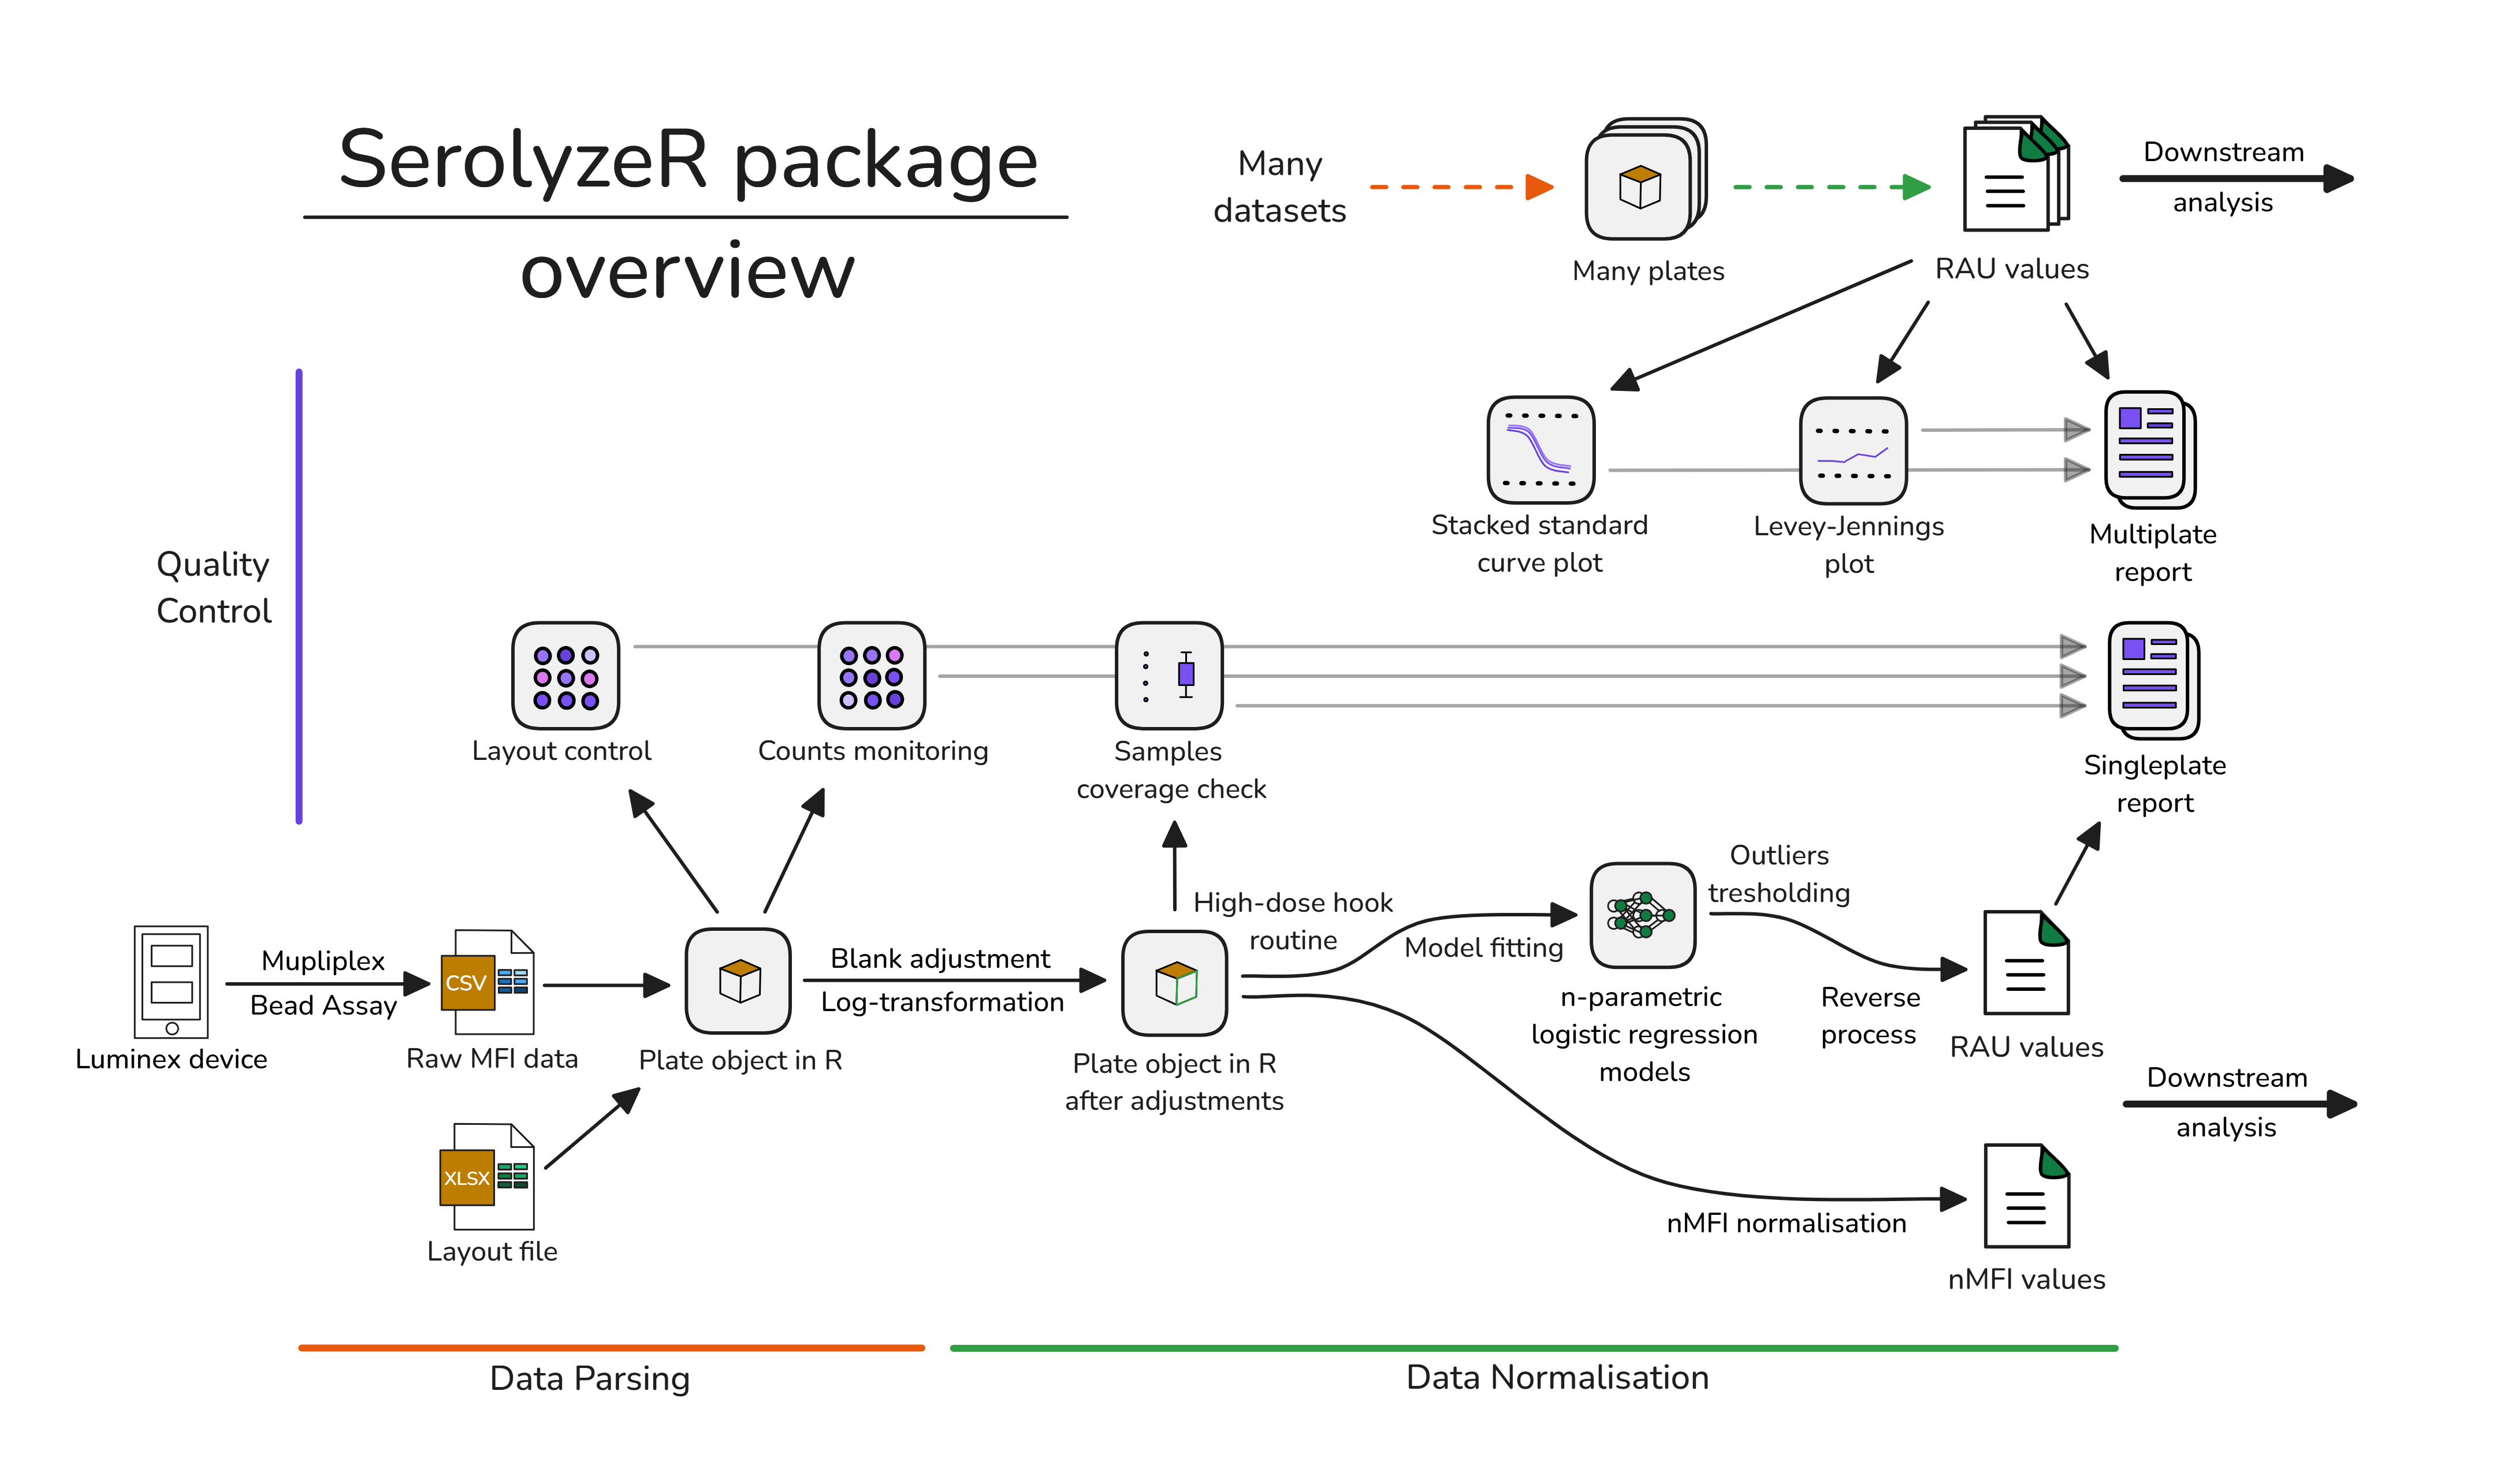 SerolyzeR package
overview
Many
datasets
Many plates
RAU values
Downstream
analysis
Stacked standard
curve plot
Levey-Jennings
plot
Multiplate
report
Quality
Control
Layout control
Counts monitoring
Samples
coverage check
Singleplate
report
Luminex device
Mupliplex
Bead Assay
CSV
Raw MFI data
XLSX
Layout file
Plate object in R
Blank adjustment
Log-transformation
Plate object in R
after adjustments
High-dose hook
routine
Model fitting
n-parametric
logistic regression
models
Outliers
tresholding
Reverse
process
RAU values
nMFI normalisation
nMFI values
Downstream
analysis
Data Parsing
Data Normalisation